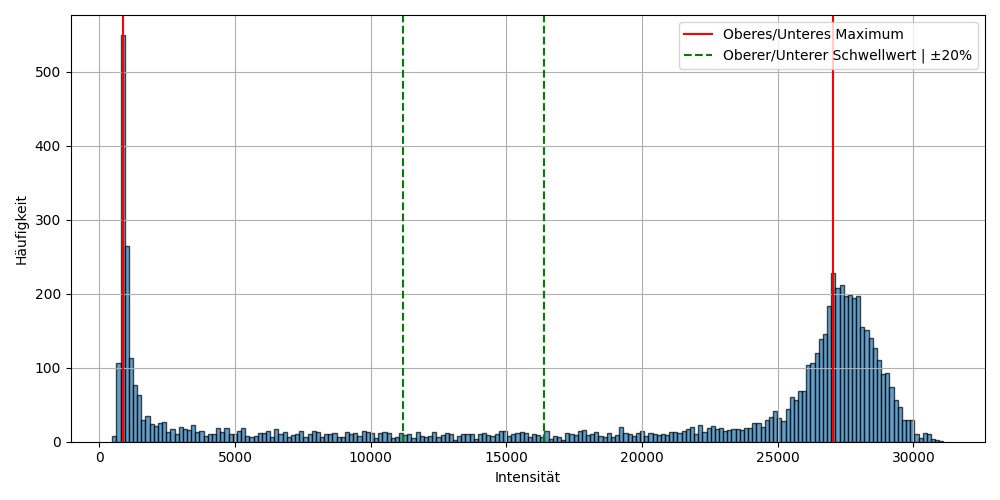 Oberes/Unteres Maximum
Oberer/Unterer Schwellwert | ±20%
Häufigkeit
500
400
300
200
100
0
0 5000 10000 15000 20000 25000 30000
Intensität